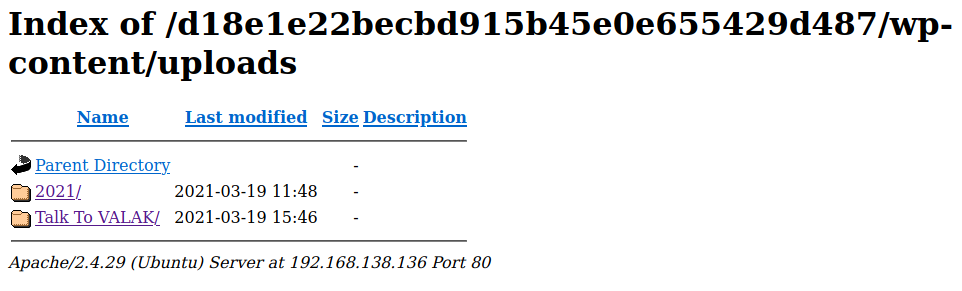 Index of /d18e1e22becbd915b45e0e655429d487/wp-
content/uploads
Name Last modified Size Description
Parent Directory -
2021/ 2021-03-19 11:48 -
Talk To VALAK/ 2021-03-19 15:46 -
Apache/2.4.29 (Ubuntu) Server at 192.168.138.136 Port 80